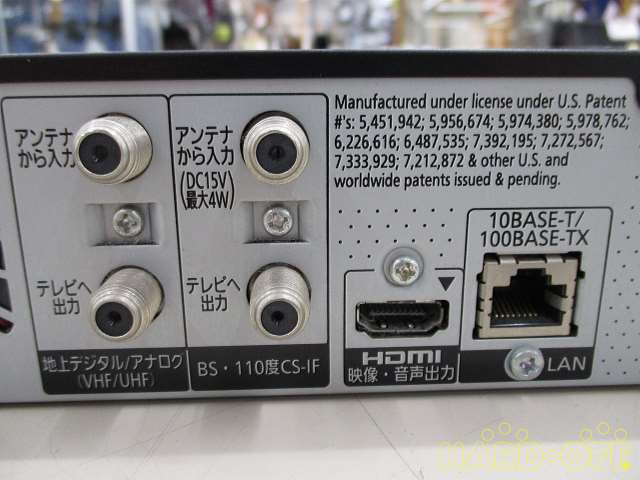 アンテナ
から入力
テレビへ
出力
地上デジタル/アナログ
(VHF/UHF)
アンテナ
から入力
(DC15V
最大4W)
テレビへ
出力
BS・110度CS-IF
Manufactured under license under U.S. Patent
#'s: 5,451,942; 5,956,674; 5,974,380; 5,978,762;
6,226,616; 6,487,535; 7,392,195; 7,272,567;
7,333,929; 7,212,872 & other U.S. and
worldwide patents issued & pending.
HDMI
映像・音声出力
10BASE-T/
100BASE-TX
LAN
HARD-OFF